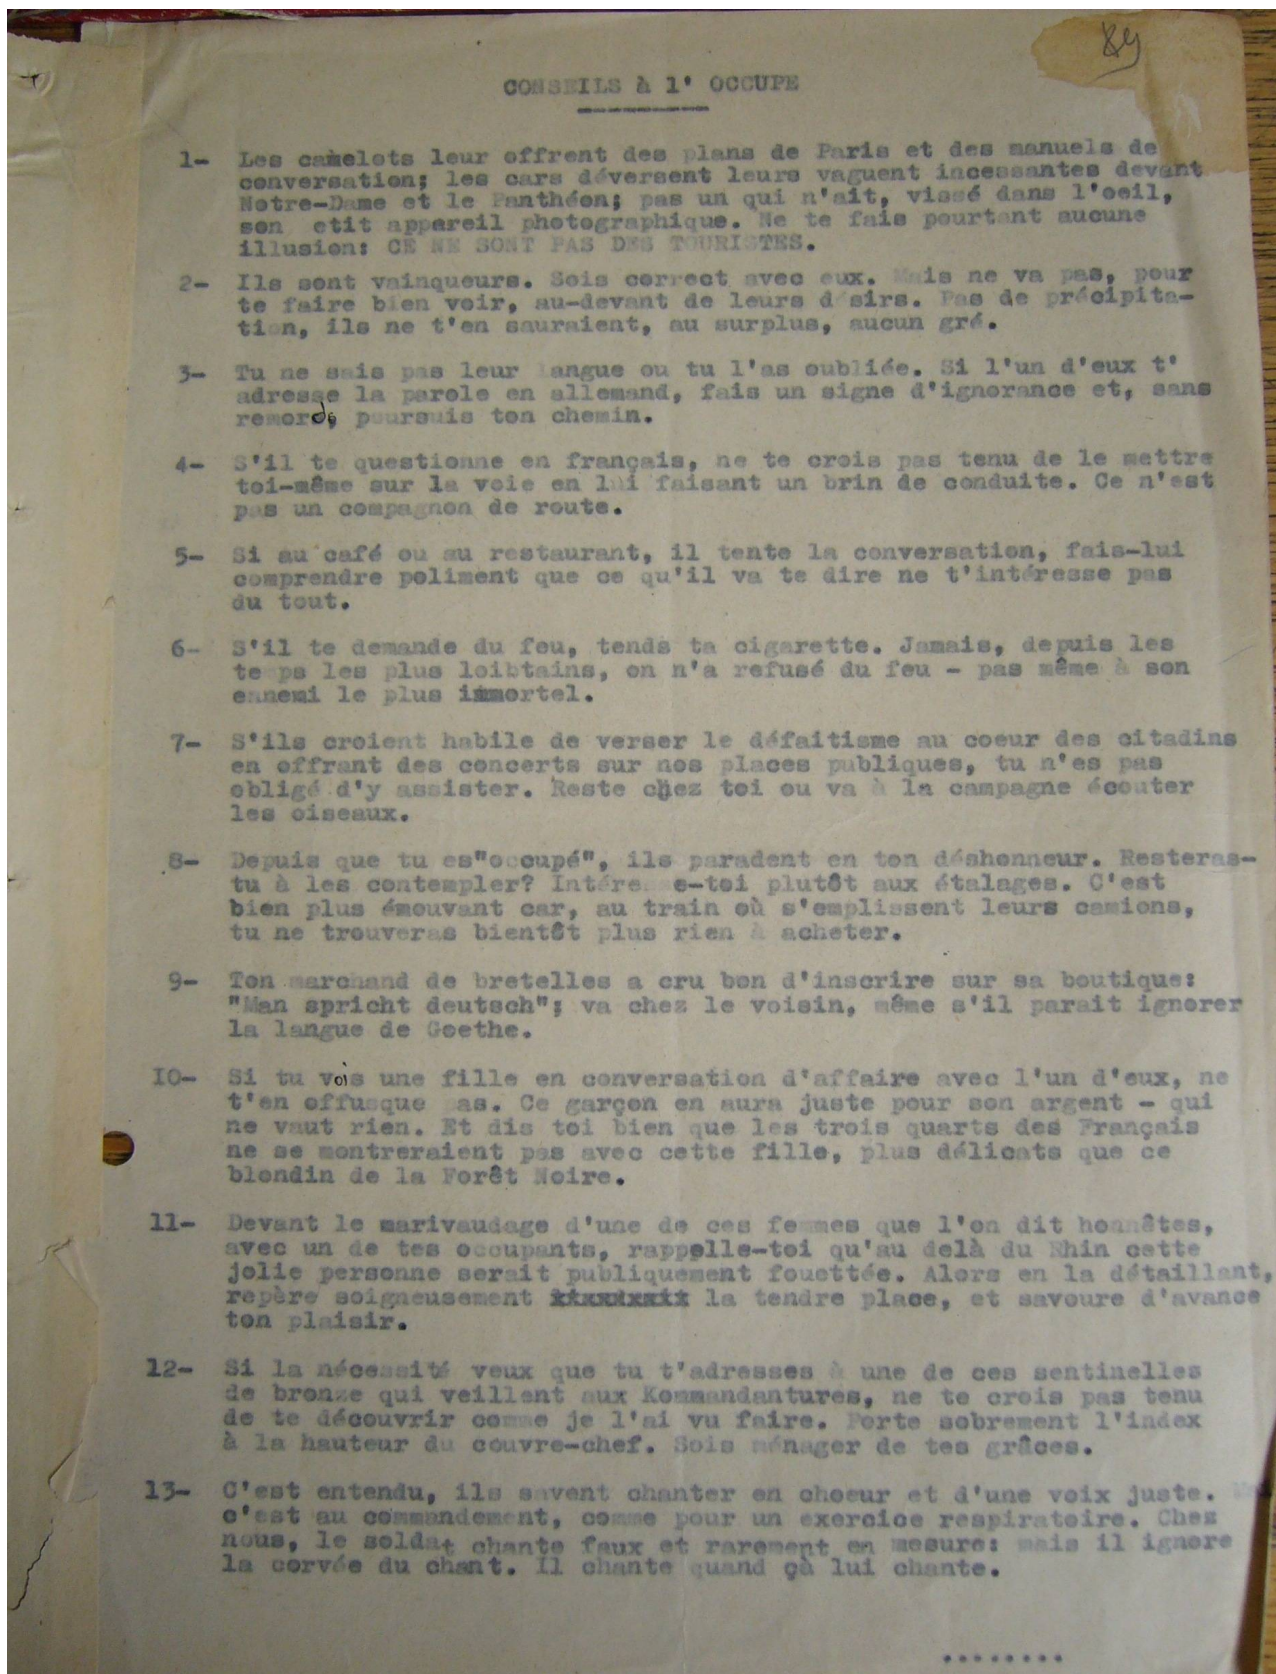 89
CONSEILS à l' OCCUPE
1- Les camelots leur offrent des plans de Paris et des manuels de
conversation; les cars déversent leurs vaguent incessantes devant
Notre-Dame et le Panthéon; pas un qui n'ait, vissé dans l'oeil,
son etit appareil photographique. Ne te fais pourtant aucune
illusion: CE NE SONT PAS DES TOURISTES.
2- Ils sont vainqueurs. Sois correct avec eux. Mais ne va pas, pour
te faire bien voir, au-devant de leurs désirs. Pas de précipita-
tion, ils ne t'en sauraient, au surplus, aucun gré.
3- Tu ne sais pas leur langue ou tu l'as oubliée. Si l'un d'eux t'
adresse la parole en allemand, fais un signe d'ignorance et, sans
remords, poursuis ton chemin.
4- S'il te questionne en français, ne te crois pas tenu de le mettre
toi-même sur la voie en lui faisant un brin de conduite. Ce n'est
pas un compagnon de route.
5- Si au café ou au restaurant, il tente la conversation, fais-lui
comprendre poliment que ce qu'il va te dire ne t'intéresse pas
du tout.
6- S'il te demande du feu, tends ta cigarette. Jamais, depuis les
temps les plus loibtains, on n'a refusé du feu - pas même à son
ennemi le plus immortel.
7- S'ils croient habile de verser le défaitisme au coeur des citadins
en offrant des concerts sur nos places publiques, tu n'es pas
obligé d'y assister. Reste chez toi ou va à la campagne écouter
les oiseaux.
8- Depuis que tu es"occupé", ils paradent en ton déshonneur. Resteras-
tu à les contempler? Intéresse-toi plutôt aux étalages. C'est
bien plus émouvant car, au train où s'emplissent leurs camions,
tu ne trouveras bientôt plus rien à acheter.
9- Ton marchand de bretelles a cru bon d'inscrire sur sa boutique:
"Man spricht deutsch"; va chez le voisin, même s'il parait ignorer
la langue de Goethe.
IO- Si tu vois une fille en conversation d'affaire avec l'un d'eux, ne
t'en offusque pas. Ce garçon en aura juste pour son argent - qui
ne vaut rien. Et dis toi bien que les trois quarts des Français
ne se montreraient pas avec cette fille, plus délicats que ce
blondin de la Forêt Noire.
11- Devant le marivaudage d'une de ces femmes que l'on dit honnêtes,
avec un de tes occupants, rappelle-toi qu'au delà du Rhin cette
jolie personne serait publiquement fouettée. Alors en la détaillant,
repère soigneusement la tendre place, et savoure d'avance
ton plaisir.
12- Si la nécessité veux que tu t'adresses à une de ces sentinelles
de bronze qui veillent aux Kommandantures, ne te crois pas tenu
de te découvrir comme je l'ai vu faire. Porte sobrement l'index
à la hauteur du couvre-chef. Sois ménager de tes grâces.
13- C'est entendu, ils savent chanter en choeur et d'une voix juste.
c'est au commandement, comme pour un exercice respiratoire. Chez
nous, le soldat chante faux et rarement en mesure: mais il ignore
la corvée du chant. Il chante quand çà lui chante.
........